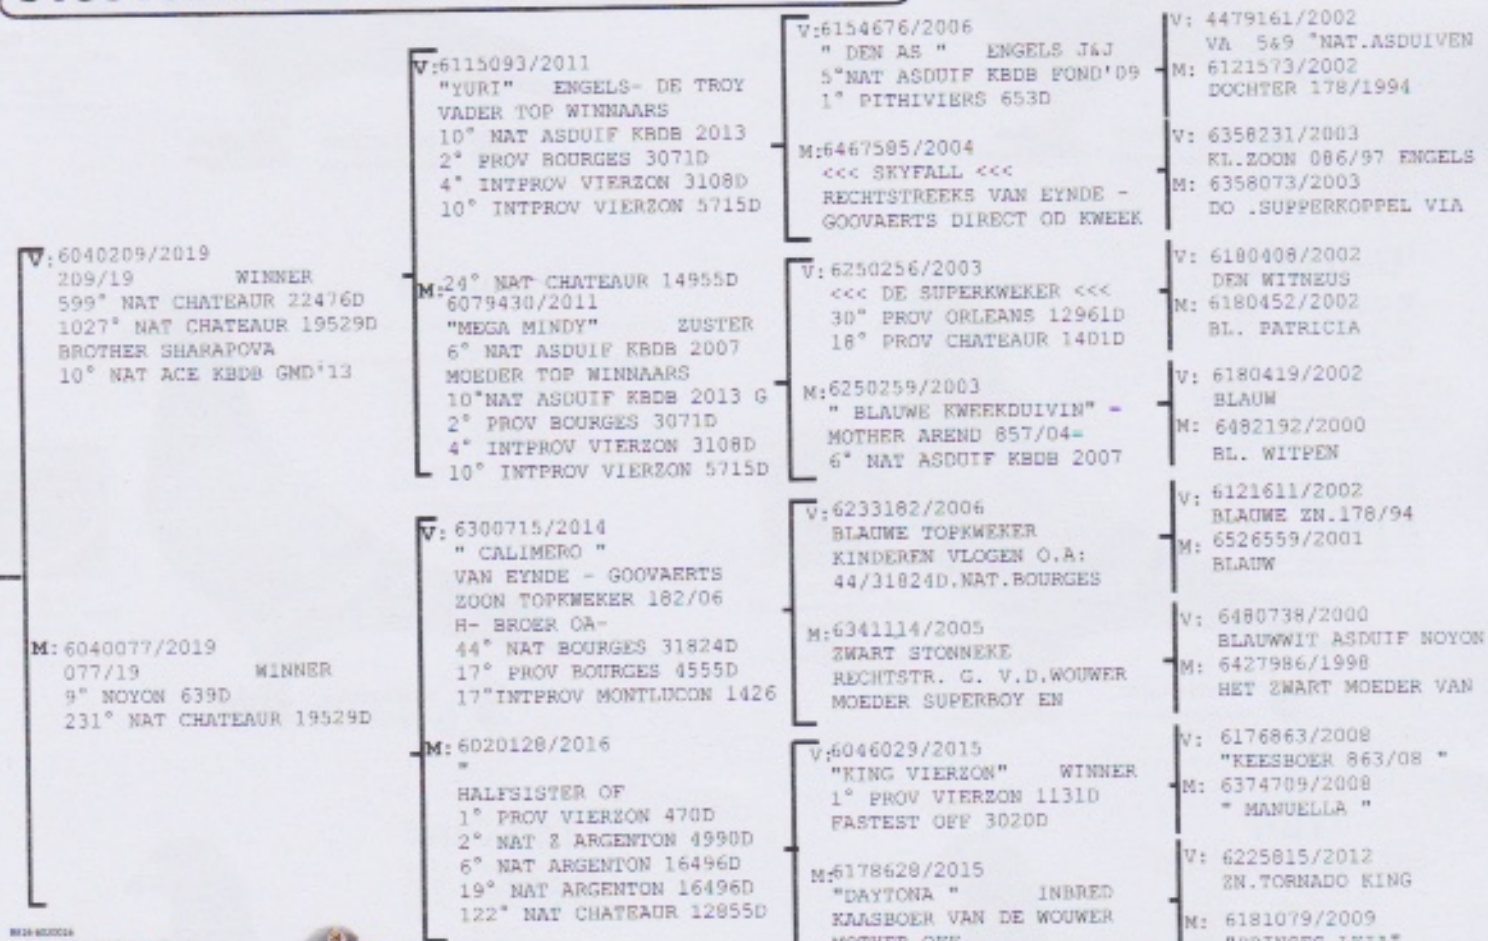 V:6040209/2019
209/19 WINNER
599° NAT CHATEAUR 22476D
1027° NAT CHATEAUR 19529D
BROTHER SHARAPOVA
10° NAT ACE KBDB GMD'13
M: 6040077/2019
077/19 WINNER
9° NOYON 639D
231° NAT CHATEAUR 19529D
V:6115093/2011
"YURI" ENGELS- DE TROY
VADER TOP WINNAARS
10° NAT ASDUIF KBDB 2013
2° PROV BOURGES 3071D
4° INTPROV VIERZON 3108D
10° INTPROV VIERZON 5715D
M:24° NAT CHATEAUR 14955D
6079430/2011
"MEGA MINDY" ZUSTER
6° NAT ASDUIF KBDB 2007
MOEDER TOP WINNAARS
10°NAT ASDUIF KBDB 2013 G
2° PROV BOURGES 3071D
4° INTPROV VIERZON 3108D
10° INTPROV VIERZON 5715D
V: 6300715/2014
" CALIMERO "
VAN EYNDE - GOOVAERTS
ZOON TOPKWEKER 182/06
H- BROER OA-
44° NAT BOURGES 31824D
17° PROV BOURGES 4555D
17°INTPROV MONTLUCON 1426
M: 6020128/2016
"
HALFSISTER OF
1° PROV VIERZON 470D
2° NAT Z ARGENTON 4990D
6° NAT ARGENTON 16496D
19° NAT ARGENTON 16496D
122° NAT CHATEAUR 12855D
V:6154676/2006
" DEN AS " ENGELS J&J
5°NAT ASDUIF KBDB FOND'09
1° PITHIVIERS 653D
M:6467585/2004
<<< SKYFALL <<<
RECHTSTREEKS VAN EYNDE -
GOOVAERTS DIRECT OD KWEEK
V: 6250256/2003
<<< DE SUPERKWEKER <<<
30° PROV ORLEANS 12961D
18° PROV CHATEAUR 1401D
M:6250259/2003
" BLAUWE KWEEKDUIVIN" =
MOTHER AREND 857/04=
6° NAT ASDUIF KBDB 2007
V:6233182/2006
BLAUWE TOPKWEKER
KINDEREN VLOGEN O.A:
44/31824D.NAT.BOURGES
M:6341114/2005
ZWART STONNEKE
RECHTSTR. G. V.D.WOUWER
MOEDER SUPERBOY EN
V:6046029/2015
"KING VIERZON" WINNER
1° PROV VIERZON 1131D
FASTEST OFF 3020D
M:6178628/2015
"DAYTONA " INBRED
KAASBOER VAN DE WOUWER
MOTHER OFF
V: 4479161/2002
VA 5&9 °NAT.ASDUIVEN
M: 6121573/2002
DOCHTER 178/1994
V: 6358231/2003
KL.ZOON 086/97 ENGELS
M: 6358073/2003
DO .SUPPERKOPPEL VIA
V: 6180408/2002
DEN WITNEUS
M: 6180452/2002
BL. PATRICIA
V: 6180419/2002
BLAUW
M: 6482192/2000
BL. WITPEN
V: 6121611/2002
BLAUWE ZN.178/94
M: 6526559/2001
BLAUW
V: 6480738/2000
BLAUWWIT ASDUIF NOYON
M: 6427986/1998
HET ZWART MOEDER VAN
V: 6176863/2008
"KEESBOER 863/08 "
M: 6374709/2008
" MANUELLA "
V: 6225815/2012
ZN.TORNADO KING
M: 6181079/2009